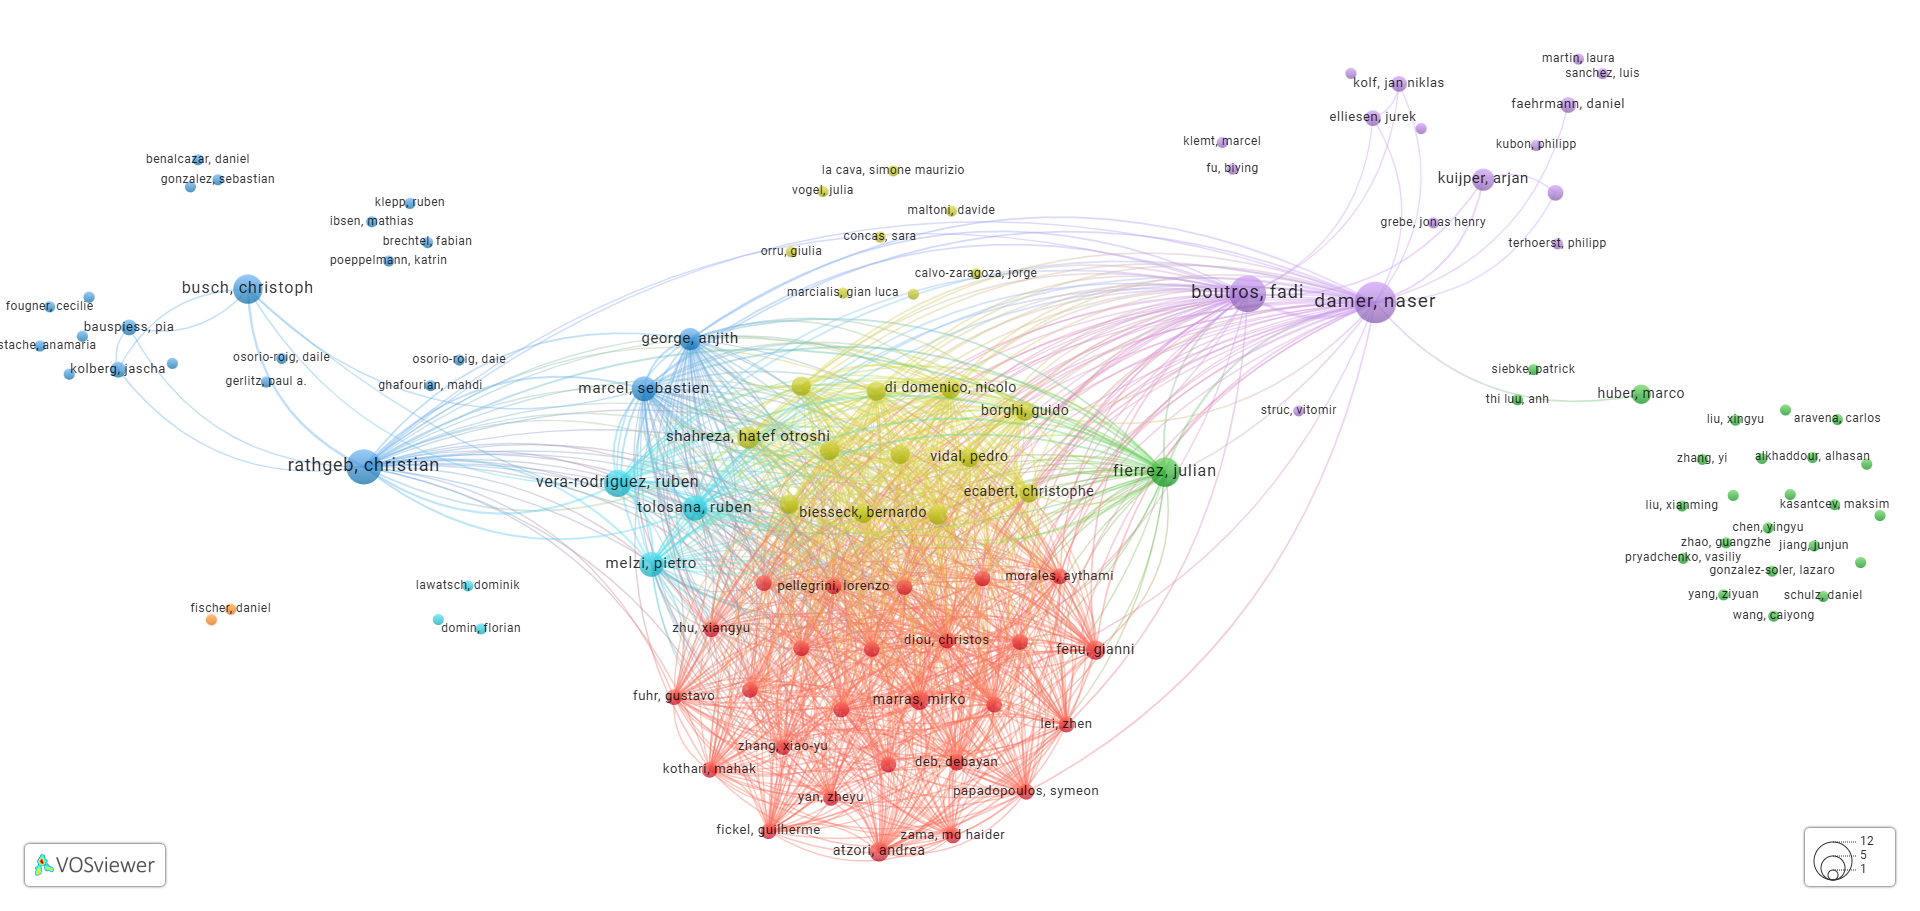 martin, laura
sanchez, luis
kolf, jan niklas
faehrmann, daniel
elliesen, jurek
klemt, marcel
kubon, philipp
benalcazar, daniel
la cava, simone maurizio
fu, biying
gonzalez, sebastian
kuijper, arjan
vogel, julia
klepp, ruben
maltoni, davide
ibsen, mathias
grebe, jonas henry
concas, sara
brechtel, fabian
terhoerst, philipp
orru, giulia
poeppelmann, katrin
calvo-zaragoza, jorge
busch, christoph
marcialis, gian luca
boutros, fadi
damer, naser
fougner, cecilie
bauspiess, pia
george, anjith
stache, anamaria
osorio-roig, daile
osorio-roig, daie
kolberg, jascha
siebke, patrick
gerlitz, paul a.
ghafourian, mahdi
marcel, sebastien
di domenico, nicolo
huber, marco
thi luu, anh
borghi, guido
struc, vitomir
liu, xingyu
aravena, carlos
shahreza, hatef otroshi
vidal, pedro
zhang, yi
alkhaddour, alhasan
rathgeb, christian
fierrez, julian
vera-rodriguez, ruben
ecabert, christophe
tolosana, ruben
biesseck, bernardo
liu, xianming
kasantcev, maksim
chen, yingyu
zhao, guangzhe
jiang, junjun
pryadchenko, vasiliy
melzi, pietro
gonzalez-soler, lazaro
lawatsch, dominik
pellegrini, lorenzo
morales, aythami
yang, ziyuan
schulz, daniel
fischer, daniel
wang, caiyong
domin, florian
zhu, xiangyu
diou, christos
fenu, gianni
fuhr, gustavo
marras, mirko
lei, zhen
zhang, xiao-yu
kothari, mahak
deb, debayan
papadopoulos, symeon
yan, zheyu
fickel, guilherme
zama, md haider
atzori, andrea
VOSviewer
12
5
1